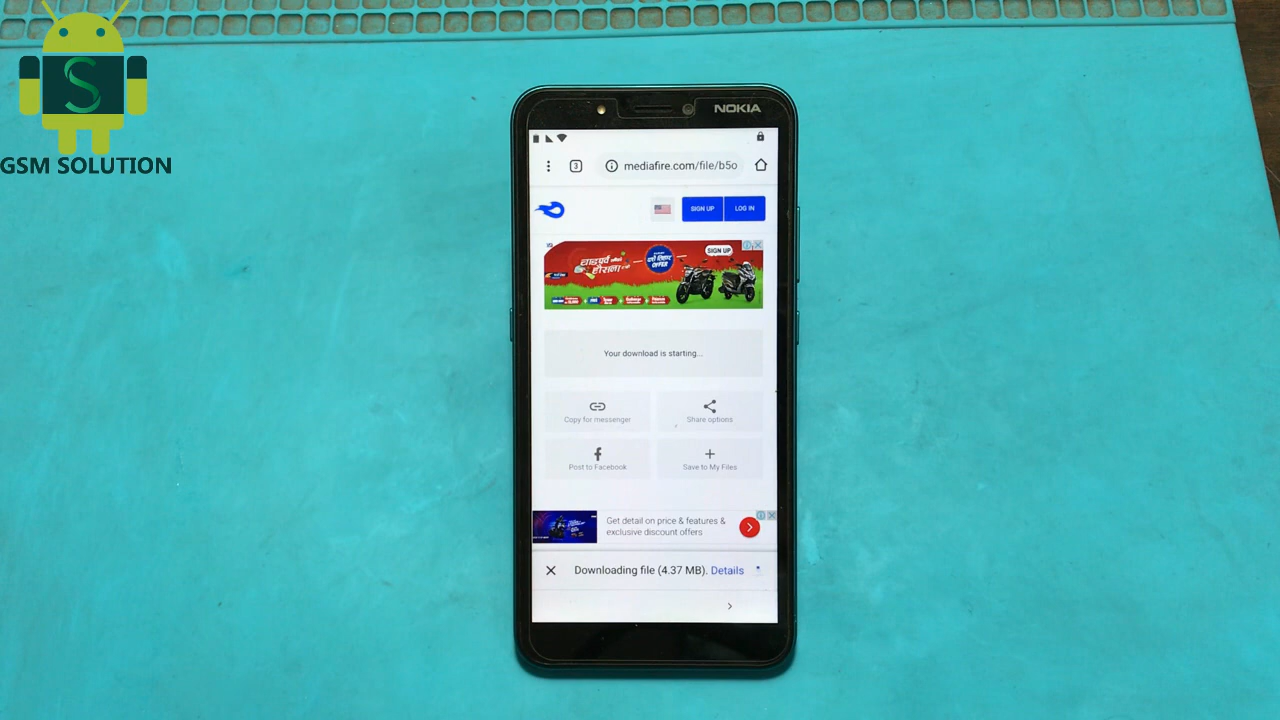 GSM SOLUTION
NOKIA
3
mediafire.com/file/b5o
SIGN UP
LOG IN
SIGN UP
Your download is starting...
Copy for messenger
Share options
Post to Facebook
Save to My Files
Get detail on price & features &
exclusive discount offers
Downloading file (4.37 MB). Details